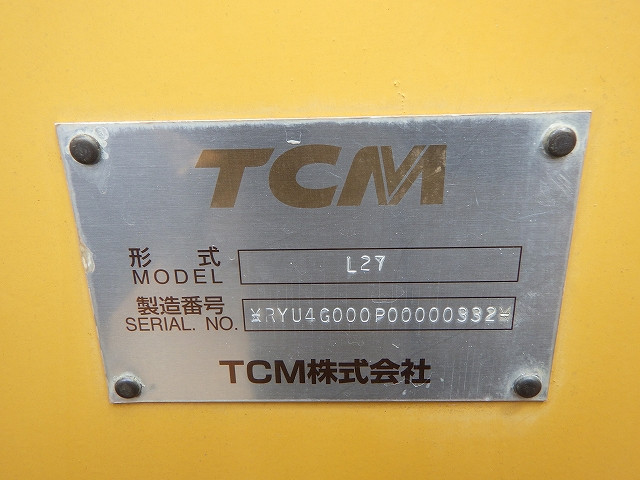 TCM
形式 L27
MODEL
製造番号 ¥RYU4G000P00000332¥
SERIAL. NO.
TCM株式会社